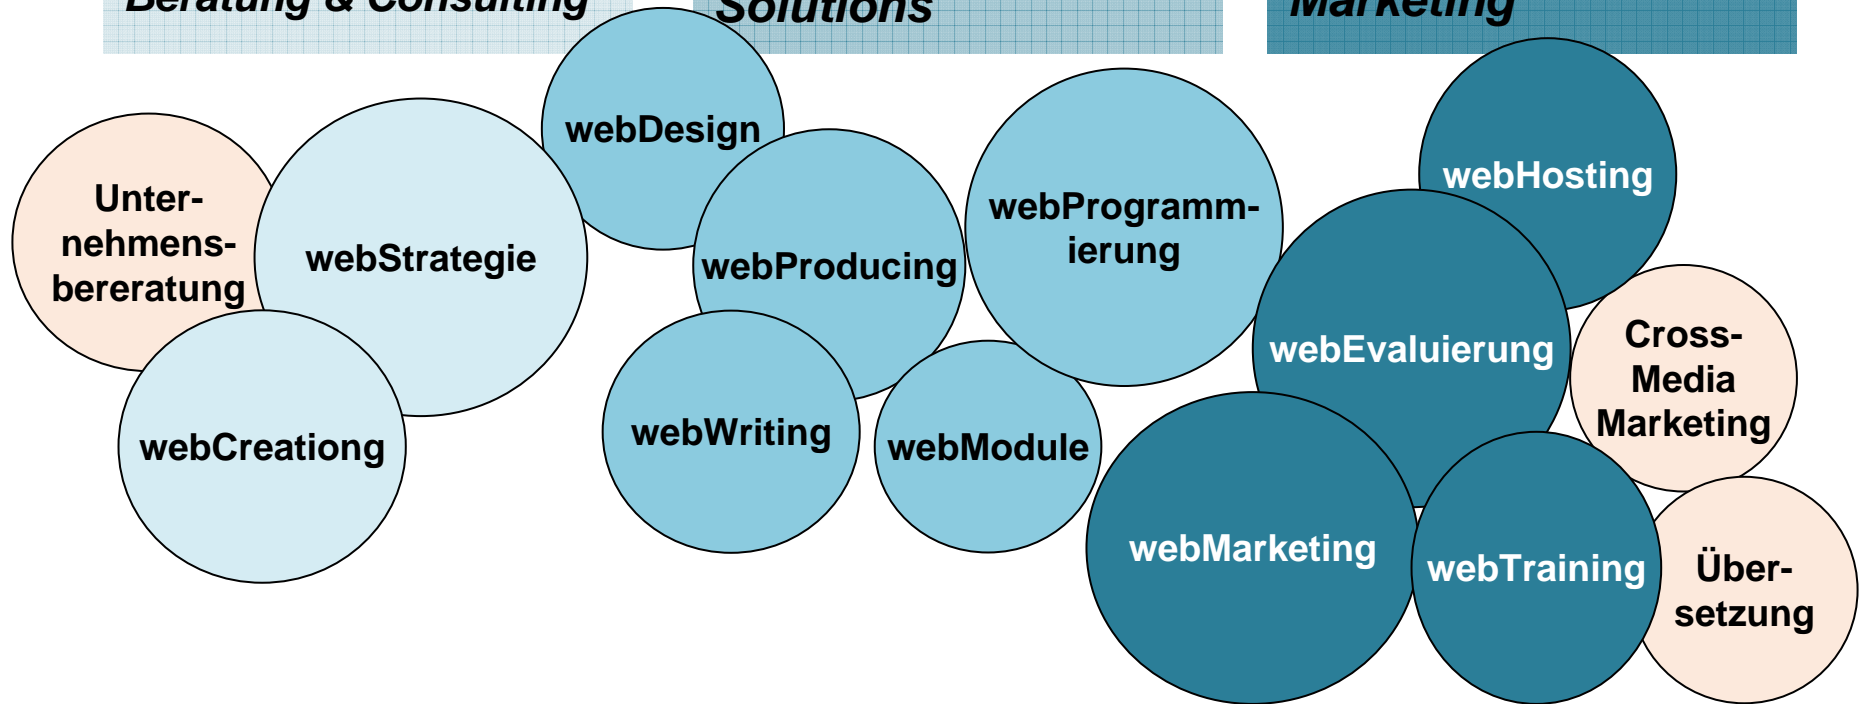 Beratung & Consulting
Solutions
Marketing
webDesign
Unter-
nehmens-
bereratung
webStrategie
webCreationg
webProducing
webProgramm-
ierung
webWriting
webModule
webHosting
webEvaluierung
Cross-
Media
Marketing
webMarketing
webTraining
Über-
setzung